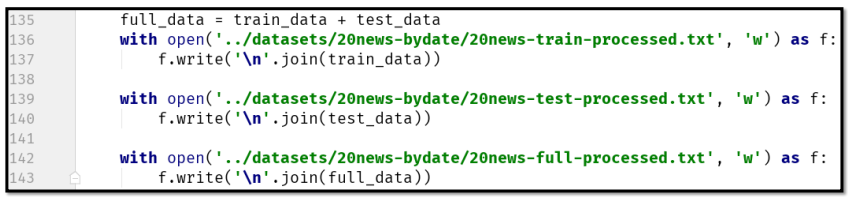 135 full_data = train_data + test_data
136 with open('../datasets/20news-bydate/20news-train-processed.txt', 'w') as f:
137 f.write('\n'.join(train_data))
138
139 with open('../datasets/20news-bydate/20news-test-processed.txt', 'w') as f:
140 f.write('\n'.join(test_data))
141
142 with open('../datasets/20news-bydate/20news-full-processed.txt', 'w') as f:
143 f.write('\n'.join(full_data))